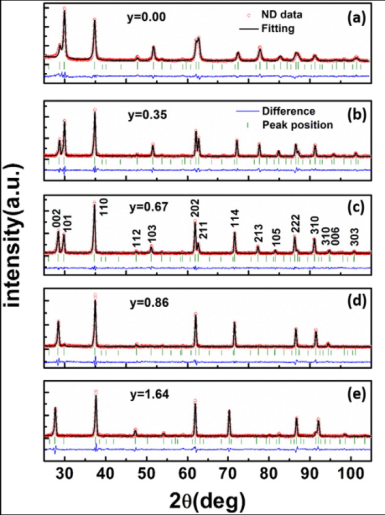 y=0.00
ND data
Fitting
(a)
y=0.35
Difference
Peak position
(b)
002
101
110
y=0.67
112
103
202
211
114
213
105
222
310
310
006
303
(c)
y=0.86
(d)
y=1.64
(e)
intensity(a.u.)
30 40 50 60 70 80 90 100
2θ(deg)